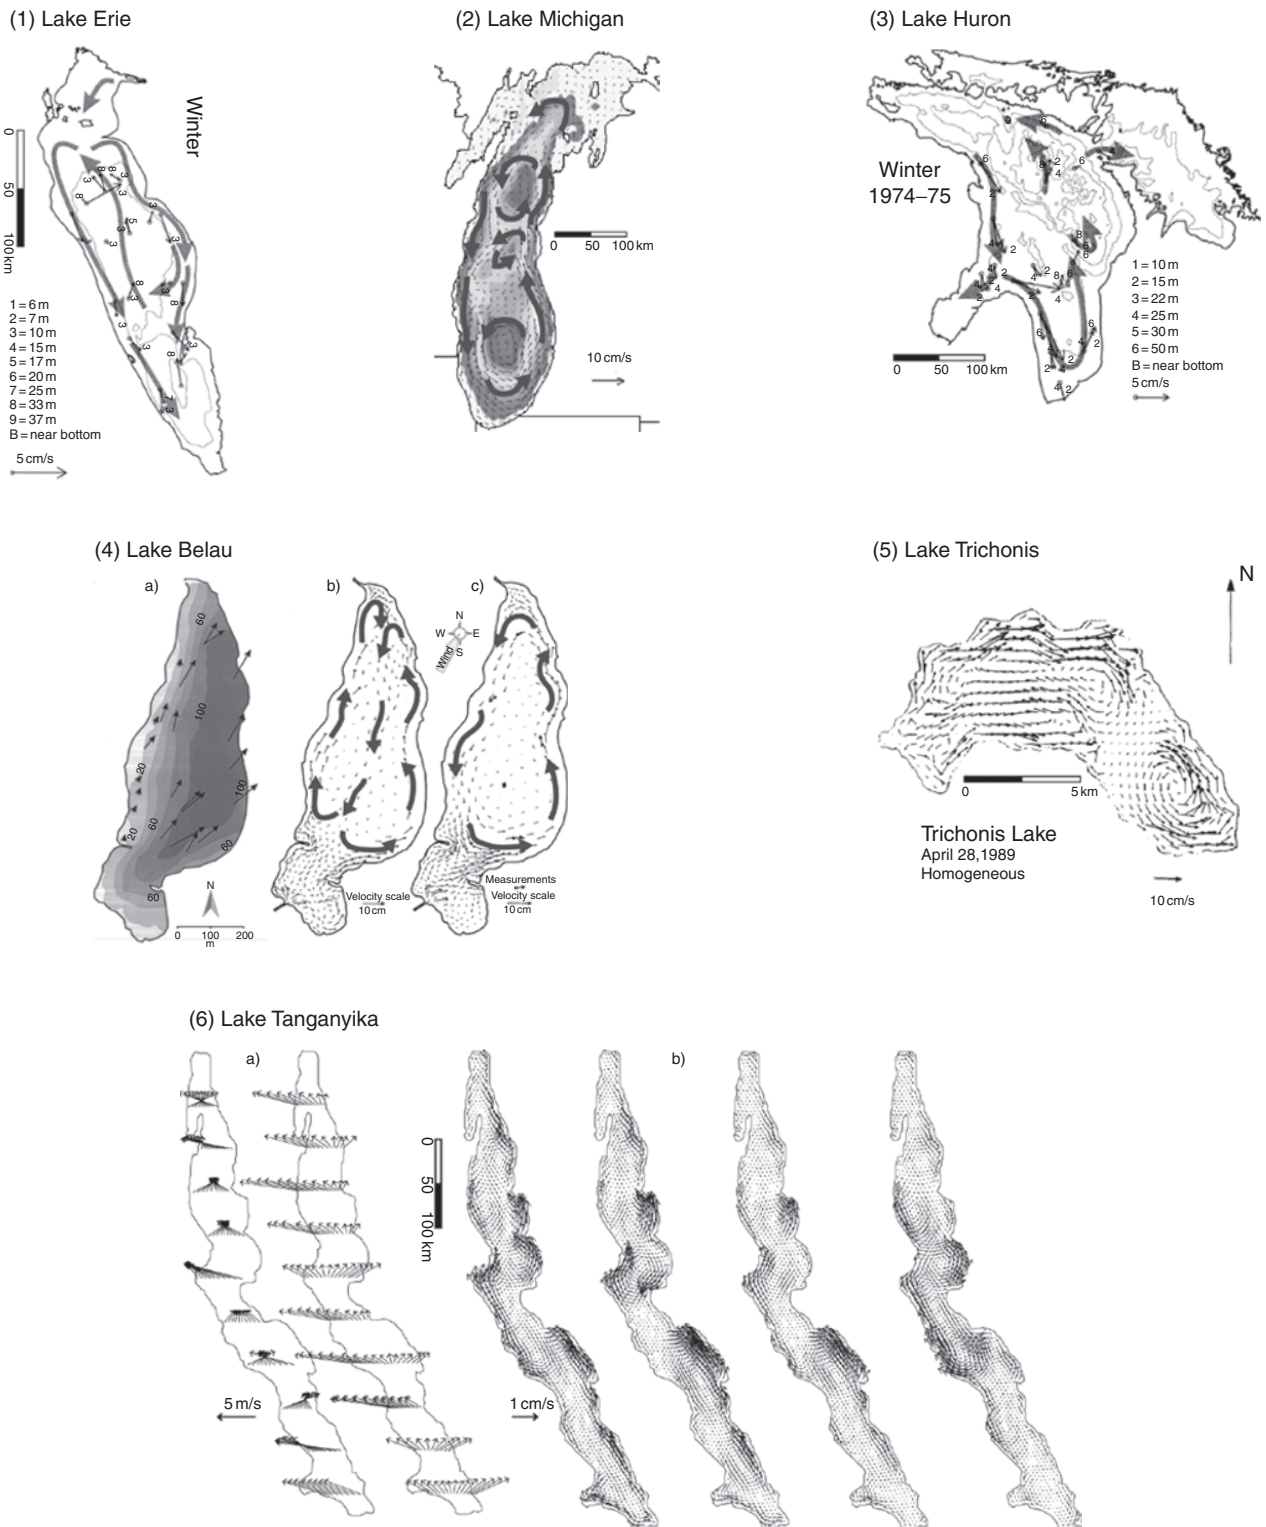 (1) Lake Erie
Winter
0
50
100 km
1 = 6 m
2 = 7 m
3 = 10 m
4 = 15 m
5 = 17 m
6 = 20 m
7 = 25 m
8 = 33 m
9 = 37 m
B = near bottom
5 cm/s
(2) Lake Michigan
0 50 100 km
10 cm/s
(3) Lake Huron
Winter
1974–75
1 = 10 m
2 = 15 m
3 = 22 m
4 = 25 m
5 = 30 m
6 = 50 m
B = near bottom
5 cm/s
0 50 100 km
(4) Lake Belau
a)
60
100
20
100
60
20
60
60
N
0 100 200
m
b)
N
W E
S
Wind
Velocity scale
10 cm
c)
Measurements
Velocity scale
10 cm
(5) Lake Trichonis
N
0 5 km
Trichonis Lake
April 28,1989
Homogeneous
10 cm/s
(6) Lake Tanganyika
a)
5 m/s
0
50
100 km
b)
1 cm/s